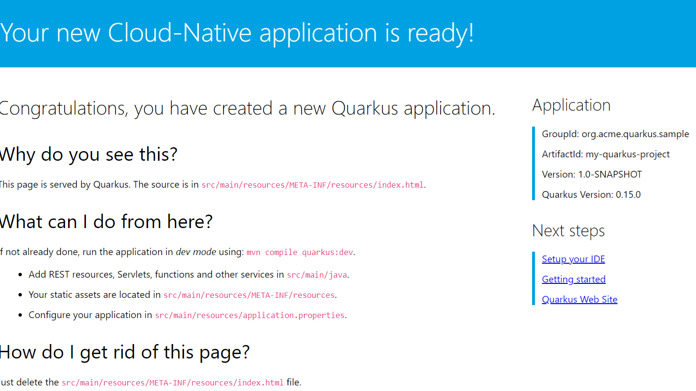 Your new Cloud-Native application is ready!
Congratulations, you have created a new Quarkus application.
Why do you see this?
This page is served by Quarkus. The source is in src/main/resources/META-INF/resources/index.html.
What can I do from here?
If not already done, run the application in dev mode using: mvn compile quarkus:dev.
• Add REST resources, Servlets, functions and other services in src/main/java.
• Your static assets are located in src/main/resources/META-INF/resources.
• Configure your application in src/main/resources/application.properties.
How do I get rid of this page?
Just delete the src/main/resources/META-INF/resources/index.html file.
Application
GroupId: org.acme.quarkus.sample
ArtifactId: my-quarkus-project
Version: 1.0-SNAPSHOT
Quarkus Version: 0.15.0
Next steps
Setup your IDE
Getting started
Quarkus Web Site